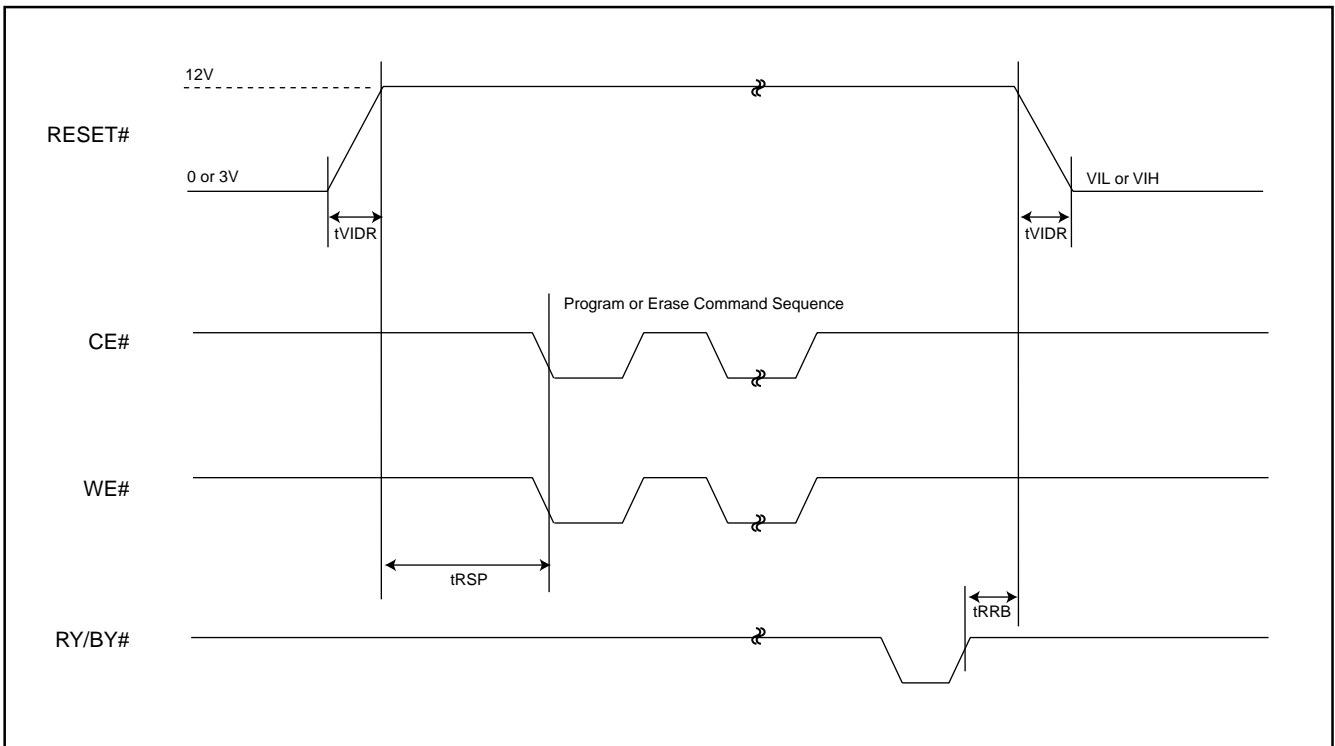 12V
RESET#
0 or 3V
VIL or VIH
tVIDR
tVIDR
Program or Erase Command Sequence
CE#
WE#
tRSP
tRRB
RY/BY#